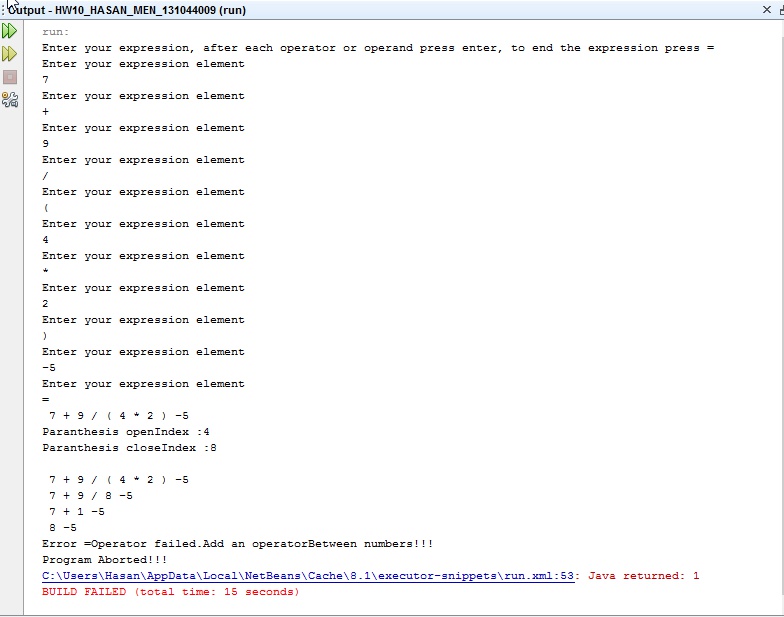 Output - HW10_HASAN_MEN_131044009 (run)
run:
Enter your expression, after each operator or operand press enter, to end the expression press =
Enter your expression element
7
Enter your expression element
+
Enter your expression element
9
Enter your expression element
/
Enter your expression element
(
Enter your expression element
4
Enter your expression element
*
Enter your expression element
2
Enter your expression element
)
Enter your expression element
-5
Enter your expression element
=
7 + 9 / ( 4 * 2 ) -5
Paranthesis openIndex :4
Paranthesis closeIndex :8
7 + 9 / ( 4 * 2 ) -5
7 + 9 / 8 -5
7 + 1 -5
8 -5
Error =Operator failed.Add an operatorBetween numbers!!!
Program Aborted!!!
C:\Users\Hasan\AppData\Local\NetBeans\Cache\8.1\executor-snippets\run.xml:53: Java returned: 1
BUILD FAILED (total time: 15 seconds)